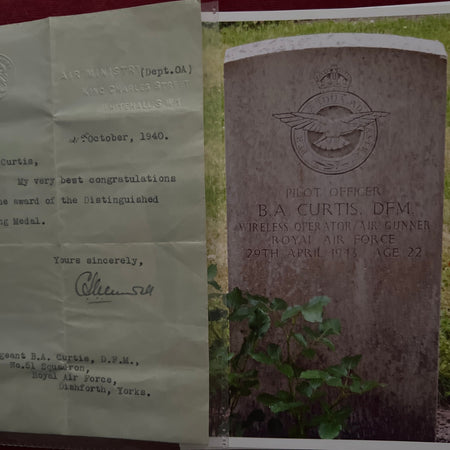 AIR MINISTRY (Dept.OA)
KING CHARLES STREET
WHITEHALL S.W.1
October, 1940.
Curtis,
My very best congratulations
e award of the Distinguished
ng Medal.
Yours sincerely,
geant B.A. Curtis, D.F.M.,
No.51 Squadron,
Royal Air Force,
Dishforth, Yorks.
PILOT OFFICER
B. A. CURTIS, DFM
WIRELESS OPERATOR/AIR GUNNER
ROYAL AIR FORCE
29TH APRIL 1943 AGE 22